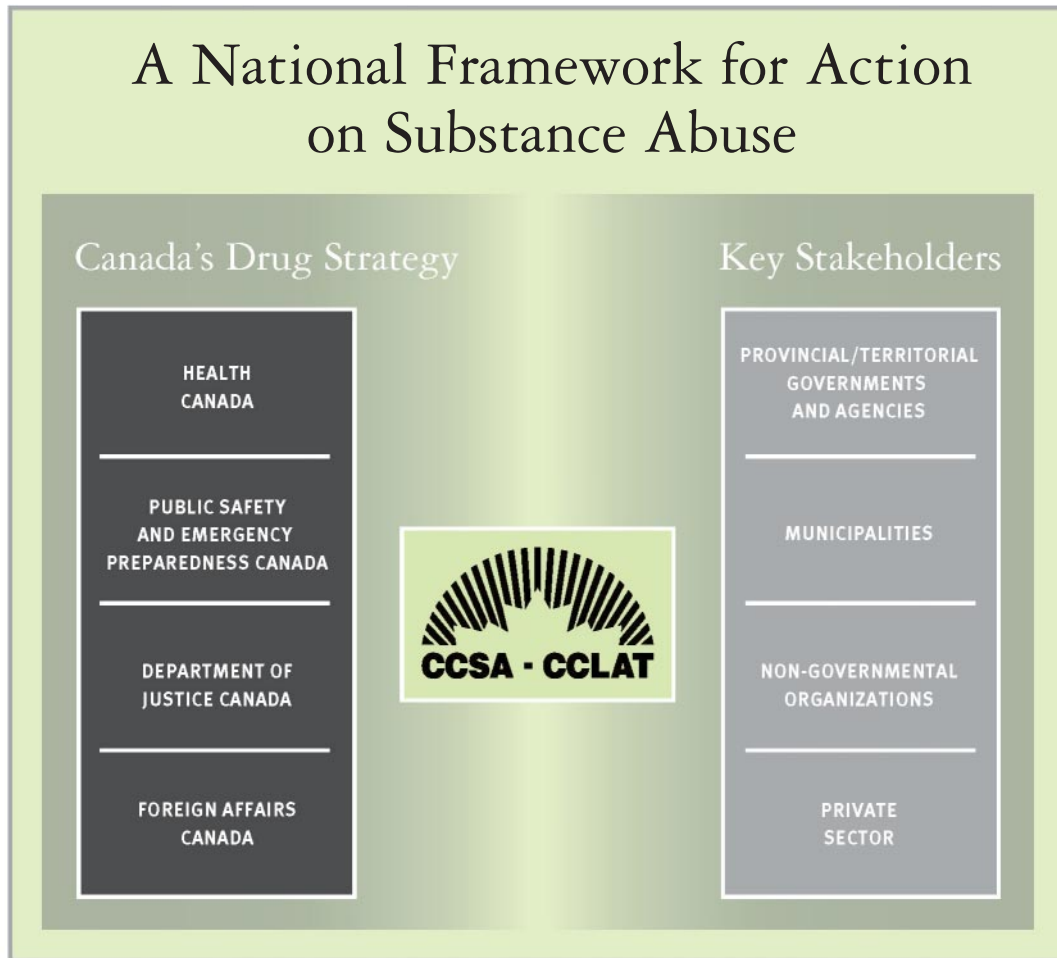 A National Framework for Action
on Substance Abuse
Canada's Drug Strategy
HEALTH
CANADA
PUBLIC SAFETY
AND EMERGENCY
PREPAREDNESS CANADA
DEPARTMENT OF
JUSTICE CANADA
FOREIGN AFFAIRS
CANADA
CCSA - CCLAT
Key Stakeholders
PROVINCIAL/TERRITORIAL
GOVERNMENTS
AND AGENCIES
MUNICIPALITIES
NON-GOVERNMENTAL
ORGANIZATIONS
PRIVATE
SECTOR